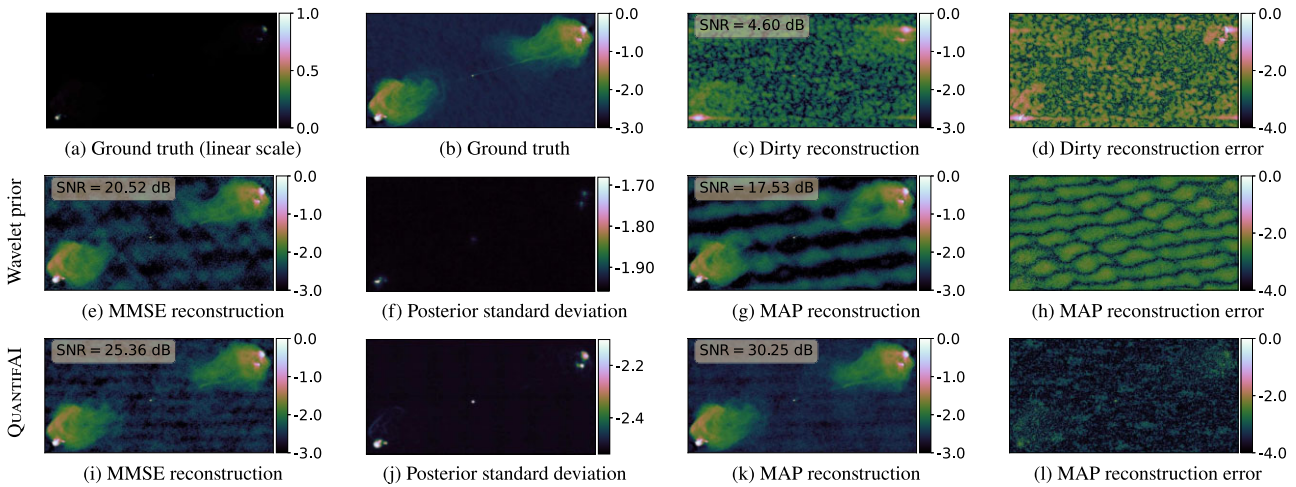 1.0
0.5
0.0
(a) Ground truth (linear scale)
0.0
-1.0
-2.0
-3.0
(b) Ground truth
SNR = 4.60 dB
0.0
-1.0
-2.0
-3.0
(c) Dirty reconstruction
0.0
-2.0
-4.0
(d) Dirty reconstruction error
Wavelet prior
SNR = 20.52 dB
0.0
-1.0
-2.0
-3.0
(e) MMSE reconstruction
-1.70
-1.80
-1.90
(f) Posterior standard deviation
SNR = 17.53 dB
0.0
-1.0
-2.0
-3.0
(g) MAP reconstruction
0.0
-2.0
-4.0
(h) MAP reconstruction error
QUANTIFAI
SNR = 25.36 dB
0.0
-1.0
-2.0
-3.0
(i) MMSE reconstruction
-2.2
-2.4
(j) Posterior standard deviation
SNR = 30.25 dB
0.0
-1.0
-2.0
-3.0
(k) MAP reconstruction
0.0
-2.0
-4.0
(l) MAP reconstruction error